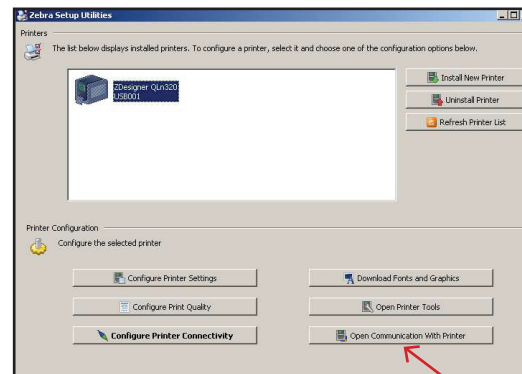 Zebra Setup Utilities
Printers
The list below displays installed printers. To configure a printer, select it and choose one of the configuration options below.
ZDesigner QLn320
USB001
Install New Printer
Uninstall Printer
Refresh Printer List
Printer Configuration
Configure the selected printer
Configure Printer Settings
Download Fonts and Graphics
Configure Print Quality
Open Printer Tools
Configure Printer Connectivity
Open Communication With Printer